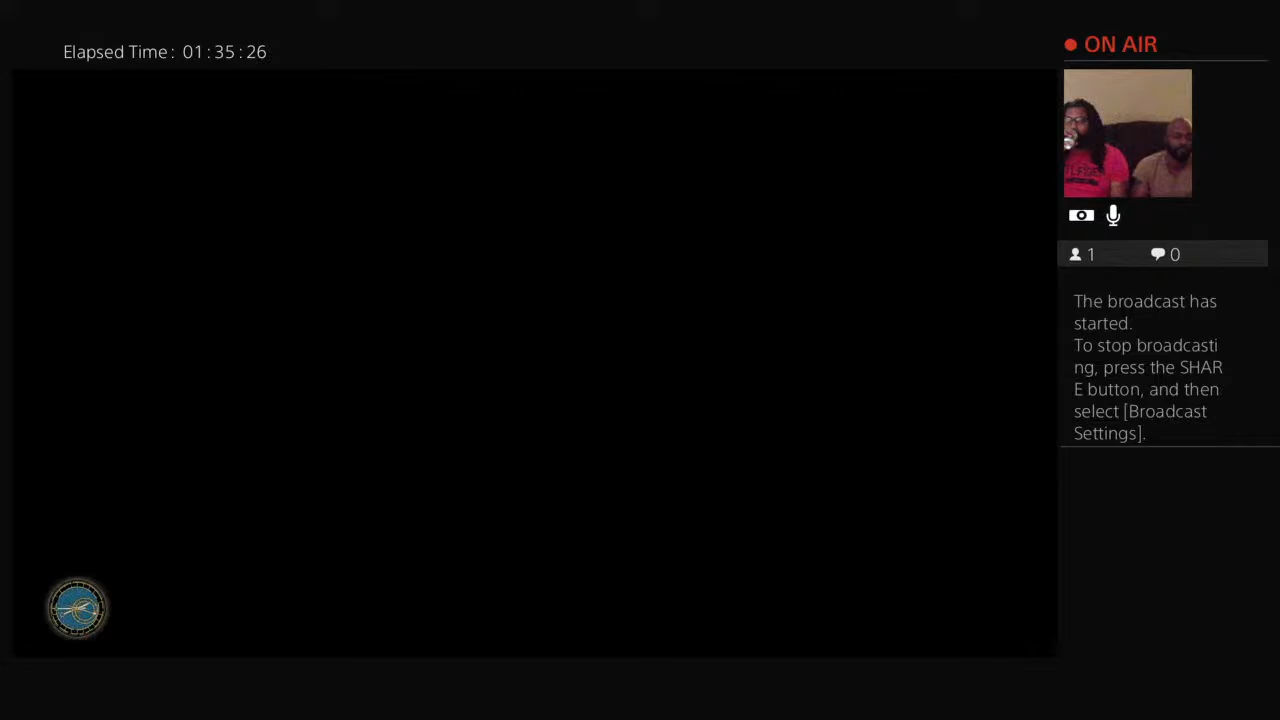 Elapsed Time: 01:35:26
ON AIR
1 0
The broadcast has
started.
To stop broadcasti
ng, press the SHAR
E button, and then
select [Broadcast
Settings].